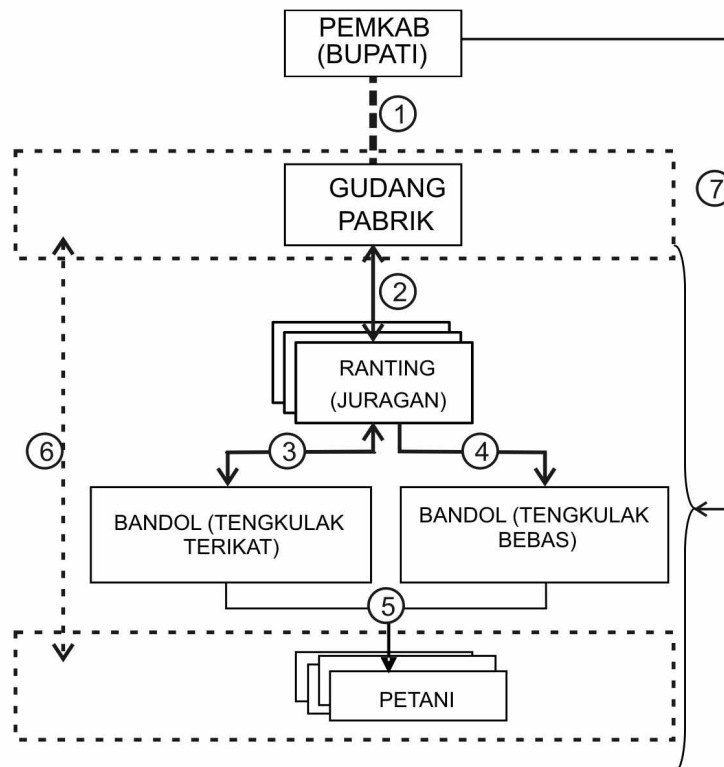 PEMKAB
(BUPATI)
1
GUDANG
PABRIK
7
2
RANTING
(JURAGAN)
6
3
4
BANDOL (TENGKULAK
TERIKAT)
BANDOL (TENGKULAK
BEBAS)
5
PETANI